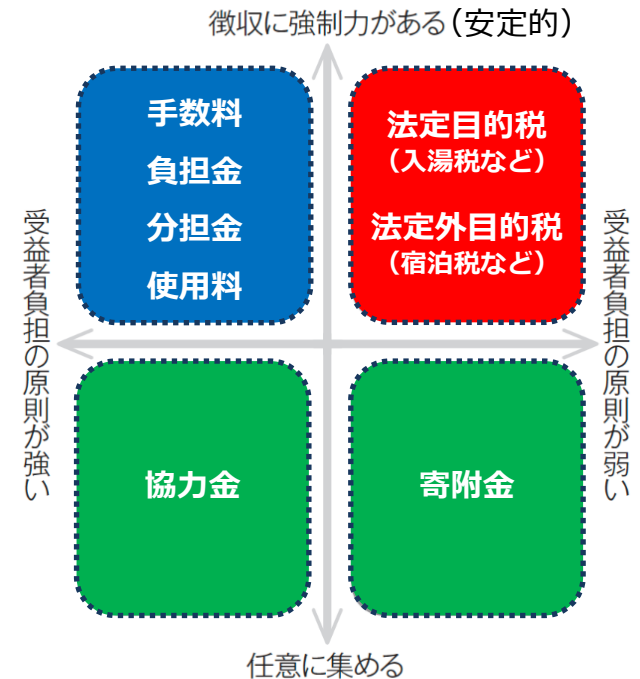 徴収に強制力がある（安定的）
手数料
負担金
分担金
使用料
法定目的税
（入湯税など）
法定外目的税
（宿泊税など）
受益者負担の原則が強い
受益者負担の原則が弱い
協力金
寄附金
任意に集める